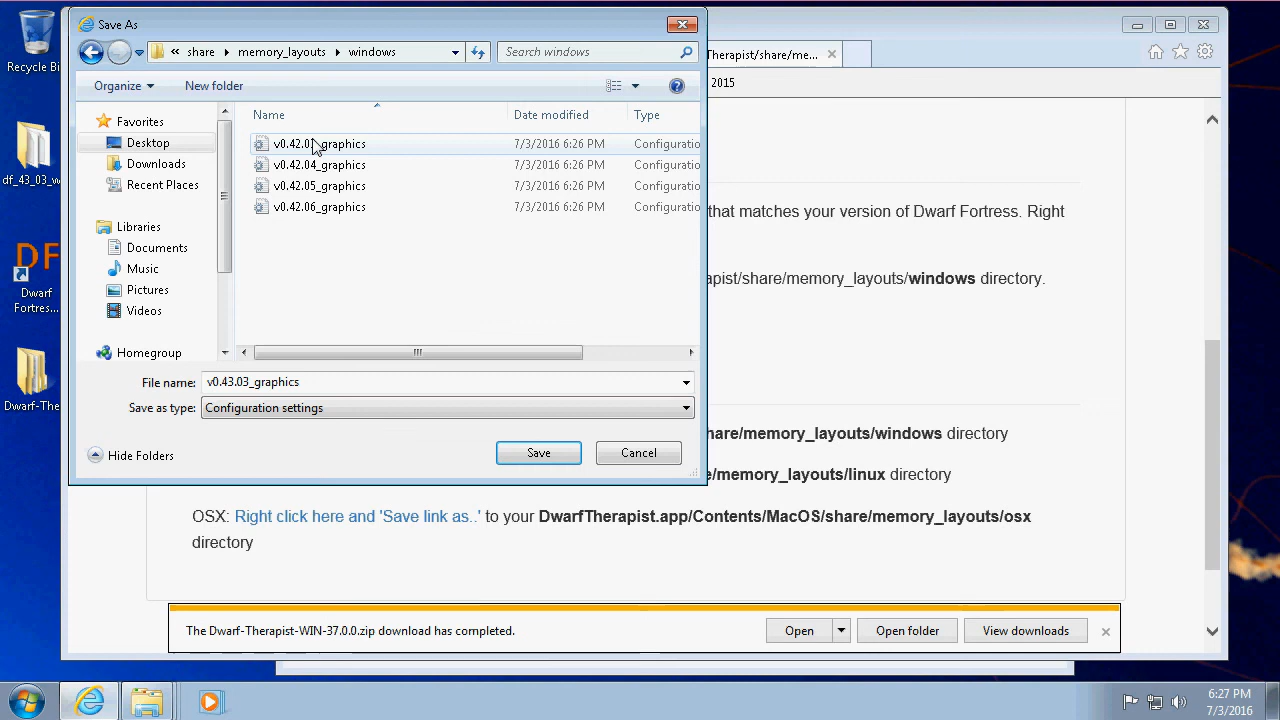 Recycle Bi
df_43_03_w
DF
Dwarf
Fortres...
Dwarf-The
Save As
share
memory_layouts
windows
Search windows
Organize
New folder
Name
Date modified
Type
Favorites
Desktop
Downloads
Recent Places
Libraries
Documents
Music
Pictures
Videos
Homegroup
7/3/2016 6:26 PM Configuratio
v0.42.04_graphics 7/3/2016 6:26 PM Configuratio
v0.42.05_graphics 7/3/2016 6:26 PM Configuratio
v0.42.06_graphics 7/3/2016 6:26 PM Configuratio
File name: v0.43.03_graphics
Save as type: Configuration settings
Hide Folders
Save
Cancel
Therapist/share/me...
2015
that matches your version of Dwarf Fortress. Right
apist/share/memory_layouts/windows directory.
hare/memory_layouts/windows directory
e/memory_layouts/linux directory
OSX: Right click here and 'Save link as..' to your DwarfTherapist.app/Contents/MacOS/share/memory_layouts/osx
directory
The Dwarf-Therapist-WIN-37.0.0.zip download has completed.
Open
Open folder
View downloads
6:27 PM
7/3/2016